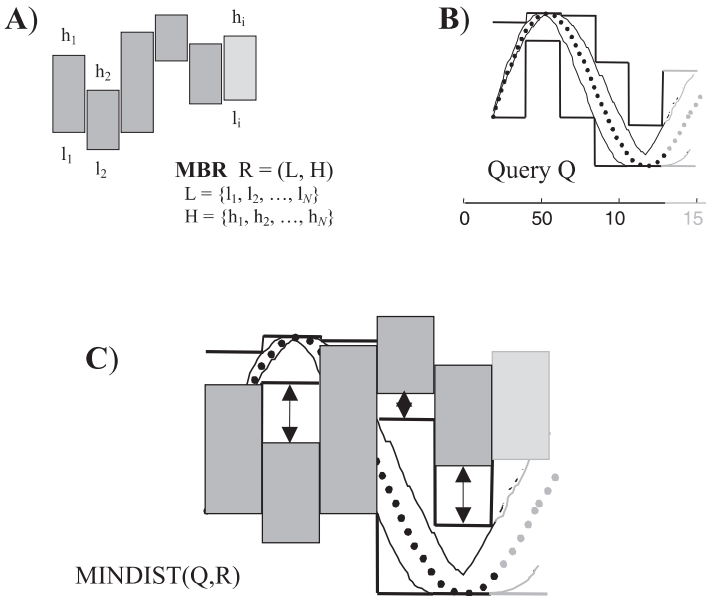 A)
h1
h2
hi
l1
l2
li
MBR R = (L, H)
L = {l1, l2, …, lN}
H = {h1, h2, …, hN}
B)
Query Q
0 50 10 15
C)
MINDIST(Q,R)